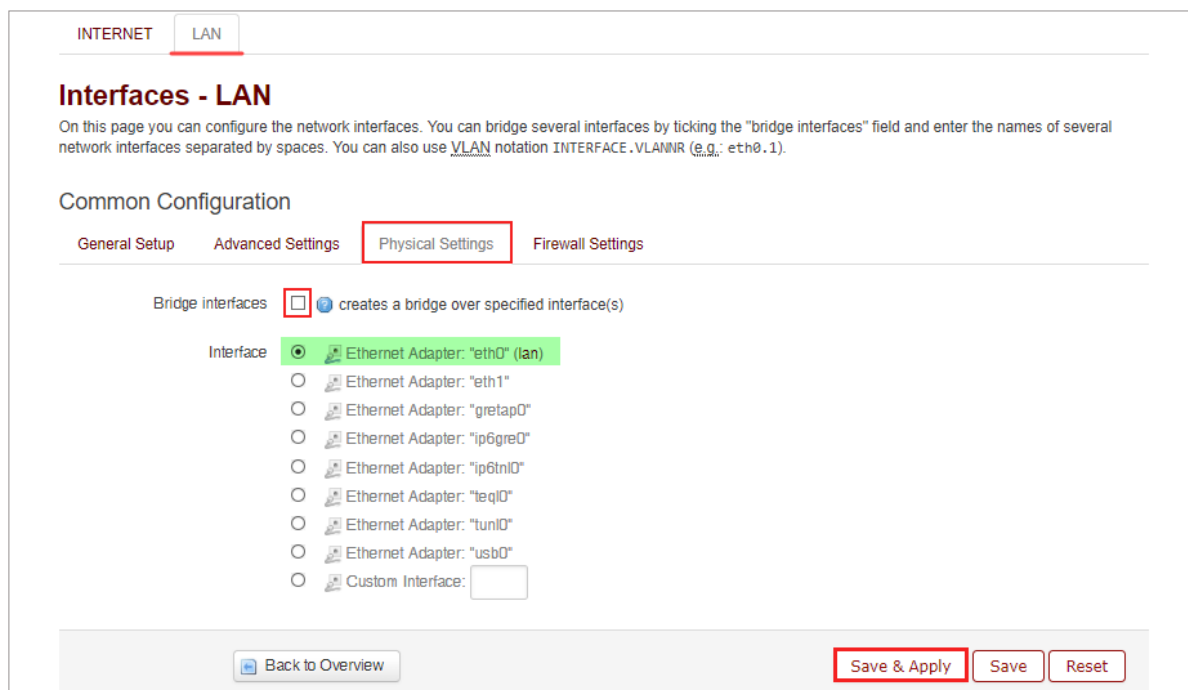 INTERNET LAN
Interfaces - LAN
On this page you can configure the network interfaces. You can bridge several interfaces by ticking the "bridge interfaces" field and enter the names of several
network interfaces separated by spaces. You can also use VLAN notation INTERFACE.VLANNR (e.g.: eth0.1).
Common Configuration
General Setup Advanced Settings Physical Settings Firewall Settings
Bridge interfaces creates a bridge over specified interface(s)
Interface Ethernet Adapter: "eth0" (lan)
Ethernet Adapter: "eth1"
Ethernet Adapter: "gretap0"
Ethernet Adapter: "ip6gre0"
Ethernet Adapter: "ip6tnl0"
Ethernet Adapter: "teql0"
Ethernet Adapter: "tunl0"
Ethernet Adapter: "usb0"
Custom Interface:
Back to Overview Save & Apply Save Reset